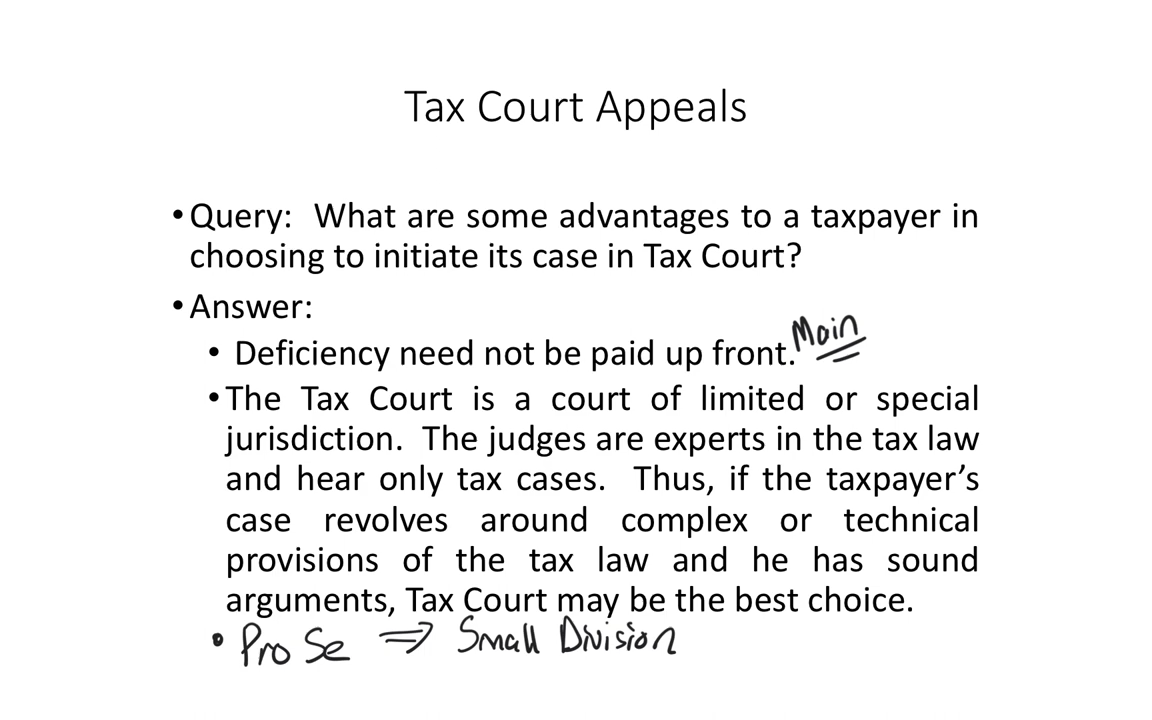 Tax Court Appeals
• Query: What are some advantages to a taxpayer in
choosing to initiate its case in Tax Court?
• Answer:
• Deficiency need not be paid up front. Main
• The Tax Court is a court of limited or special
jurisdiction. The judges are experts in the tax law
and hear only tax cases. Thus, if the taxpayer’s
case revolves around complex or technical
provisions of the tax law and he has sound
arguments, Tax Court may be the best choice.
• Pro Se ⇒ Small Division